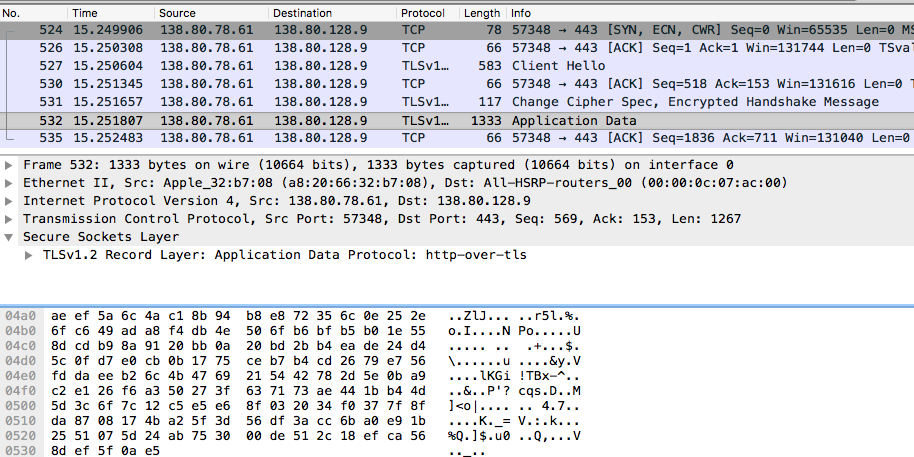 No. Time Source Destination Protocol Length Info
524 15.249906 138.80.78.61 138.80.128.9 TCP 78 57348 → 443 [SYN, ECN, CWR] Seq=0 Win=65535 Len=0 MS
526 15.250308 138.80.78.61 138.80.128.9 TCP 66 57348 → 443 [ACK] Seq=1 Ack=1 Win=131744 Len=0 TSval
527 15.250604 138.80.78.61 138.80.128.9 TLSv1… 583 Client Hello
530 15.251345 138.80.78.61 138.80.128.9 TCP 66 57348 → 443 [ACK] Seq=518 Ack=153 Win=131616 Len=0 T
531 15.251657 138.80.78.61 138.80.128.9 TLSv1… 117 Change Cipher Spec, Encrypted Handshake Message
532 15.251807 138.80.78.61 138.80.128.9 TLSv1… 1333 Application Data
535 15.252483 138.80.78.61 138.80.128.9 TCP 66 57348 → 443 [ACK] Seq=1836 Ack=711 Win=131040 Len=0
Frame 532: 1333 bytes on wire (10664 bits), 1333 bytes captured (10664 bits) on interface 0
Ethernet II, Src: Apple_32:b7:08 (a8:20:66:32:b7:08), Dst: All-HSRP-routers_00 (00:00:0c:07:ac:00)
Internet Protocol Version 4, Src: 138.80.78.61, Dst: 138.80.128.9
Transmission Control Protocol, Src Port: 57348, Dst Port: 443, Seq: 569, Ack: 153, Len: 1267
Secure Sockets Layer
TLSv1.2 Record Layer: Application Data Protocol: http-over-tls
04a0 ae ef 5a 6c 4a c1 8b 94 b8 e8 72 35 6c 0e 25 2e ..ZlJ... ..r5l.%.
04b0 6f c6 49 ad a8 f4 db 4e 50 6f b6 bf b5 b0 1e 55 o.I....N Po.....U
04c0 8d cd b9 8a 91 20 bb 0a 20 bd 2b b4 ea de 24 d4 ..... .. .+...$.
04d0 5c 0f d7 e0 cb 0b 17 75 ce b7 b4 cd 26 79 e7 56 \......u ....&y.V
04e0 fd da ee b2 6c 4b 47 69 21 54 42 78 2d 5e 0b a9 ....lKGi !TBx-^..
04f0 c2 e1 26 f6 a3 50 27 3f 63 71 73 ae 44 1b b4 4d ..&..P'? cqs.D..M
0500 5d 3c 6f 7c 12 c5 e5 e6 8f 03 20 34 f0 37 7f 8f ]<o|.... .. 4.7..
0510 da 87 08 17 4b a2 5f 3d 56 df 3a cc 6b a0 e9 1b ....K._= V.:.k...
0520 25 51 07 5d 24 ab 75 30 00 de 51 2c 18 ef ca 56 %Q.]$.u0 ..Q,...V
0530 8d ef 5f 0a e5 .._..